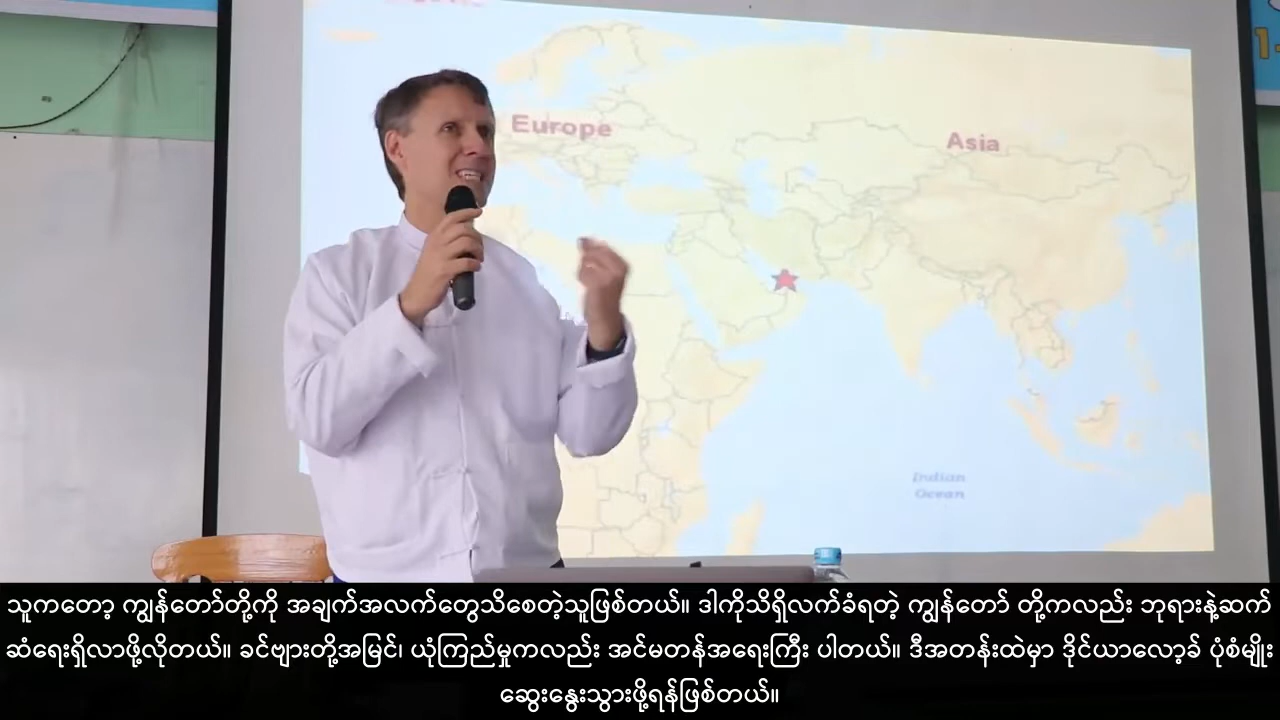 Europe
Asia
Indian
Ocean
သူကတော့ ကျွန်တော်တို့ကို အချက်အလက်တွေသိစေတဲ့သူဖြစ်တယ်။ ဒါကိုသိရှိလက်ခံရတဲ့ ကျွန်တော် တို့ကလည်း ဘုရားနဲ့ဆက်
ဆံရေးရှိလာဖို့လိုတယ်။ ခင်ဗျားတို့အမြင်၊ ယုံကြည်မှုကလည်း အင်မတန်အရေးကြီး ပါတယ်။ ဒီအတန်းထဲမှာ ဒိုင်ယာလော့ခ် ပုံစံမျိုး
ဆွေးနွေးသွားဖို့ရန်ဖြစ်တယ်။